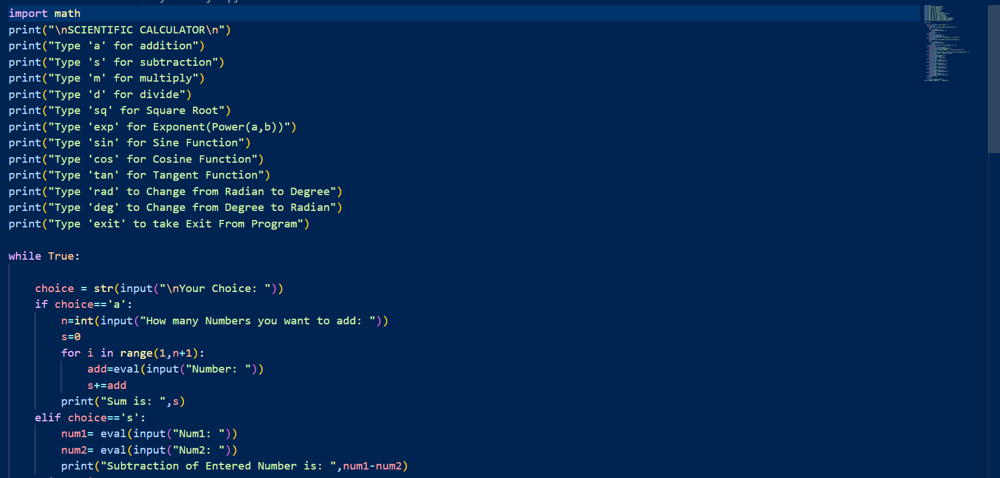 import math
print("\nSCIENTIFIC CALCULATOR\n")
print("Type 'a' for addition")
print("Type 's' for subtraction")
print("Type 'm' for multiply")
print("Type 'd' for divide")
print("Type 'sq' for Square Root")
print("Type 'exp' for Exponent(Power(a,b))")
print("Type 'sin' for Sine Function")
print("Type 'cos' for Cosine Function")
print("Type 'tan' for Tangent Function")
print("Type 'rad' to Change from Radian to Degree")
print("Type 'deg' to Change from Degree to Radian")
print("Type 'exit' to take Exit From Program")

while True:

    choice = str(input("\nYour Choice: "))
    if choice=='a':
        n=int(input("How many Numbers you want to add: "))
        s=0
        for i in range(1,n+1):
            add=eval(input("Number: "))
            s+=add
        print("Sum is: ",s)
    elif choice=='s':
        num1= eval(input("Num1: "))
        num2= eval(input("Num2: "))
        print("Subtraction of Entered Number is: ",num1-num2)